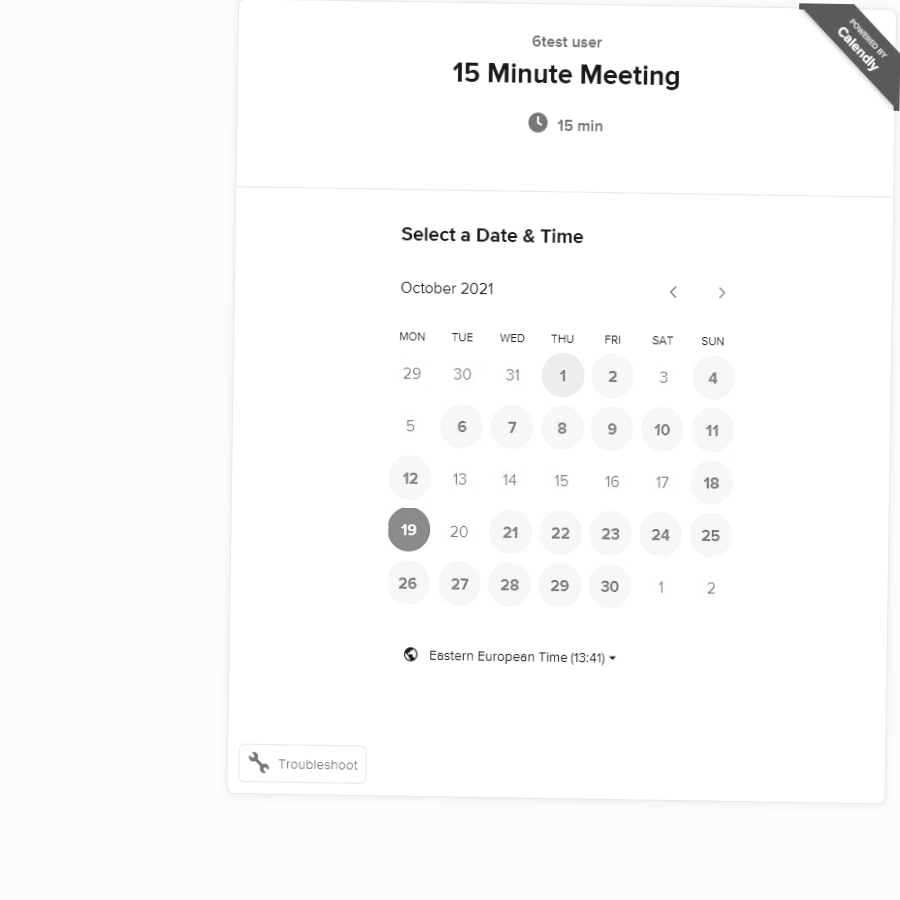 6test user
POWERED BY
Calendly
15 Minute Meeting
15 min
Select a Date & Time
October 2021
MON TUE WED THU FRI SAT SUN
29 30 31 1 2 3 4
5 6 7 8 9 10 11
12 13 14 15 16 17 18
19 20 21 22 23 24 25
26 27 28 29 30 1 2
Eastern European Time (13:41)
Troubleshoot